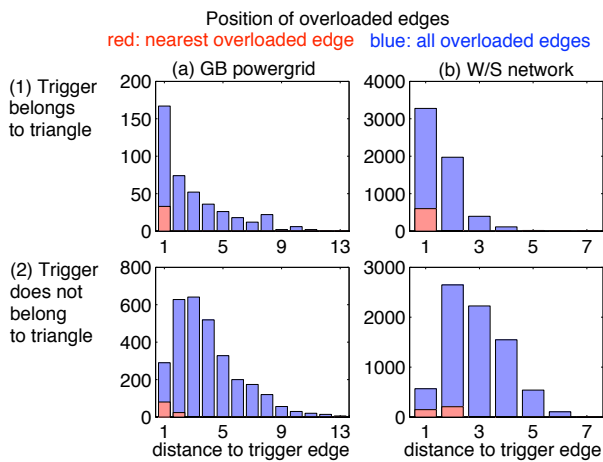 Position of overloaded edges
red: nearest overloaded edge blue: all overloaded edges
(a) GB powergrid (b) W/S network
(1) Trigger
belongs
to triangle
200
150
100
50
0
1 5 9 13
4000
3000
2000
1000
0
1 3 5 7
(2) Trigger
does not
belong
to triangle
800
600
400
200
0
1 5 9 13
distance to trigger edge
3000
2000
1000
0
1 3 5 7
distance to trigger edge